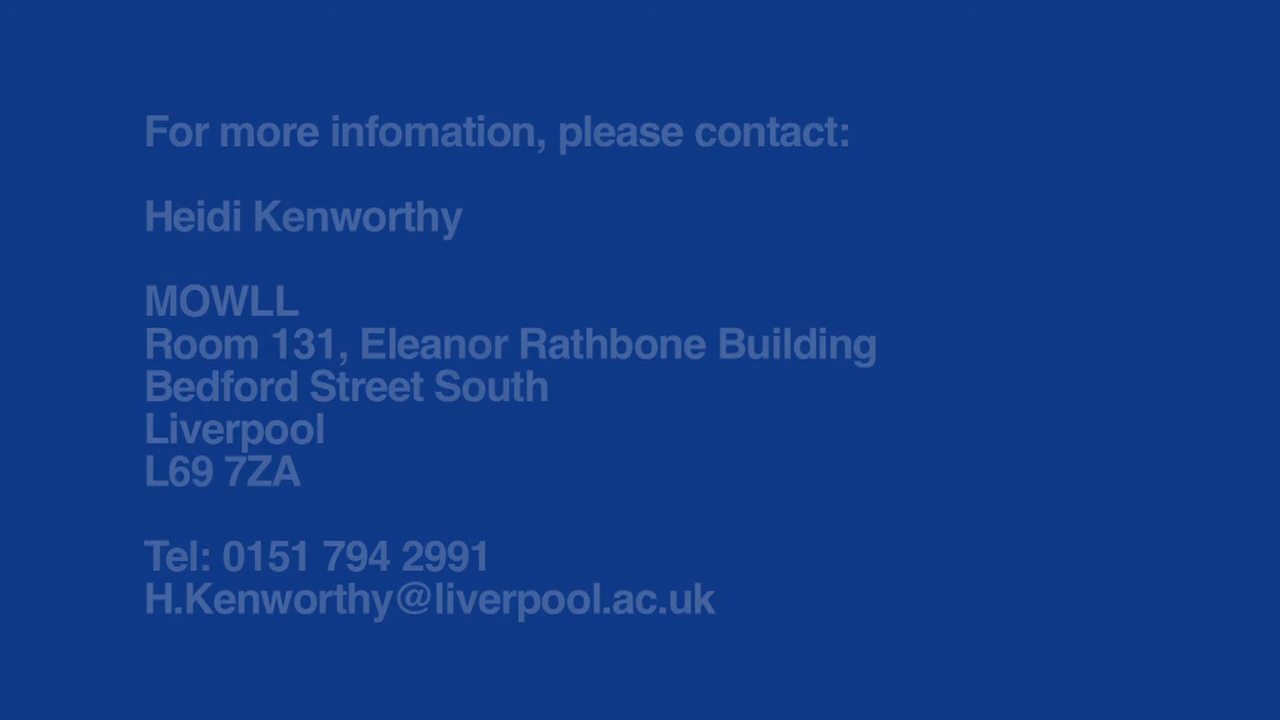 For more infomation, please contact:
Heidi Kenworthy
MOWLL
Room 131, Eleanor Rathbone Building
Bedford Street South
Liverpool
L69 7ZA
Tel: 0151 794 2991
H.Kenworthy@liverpool.ac.uk